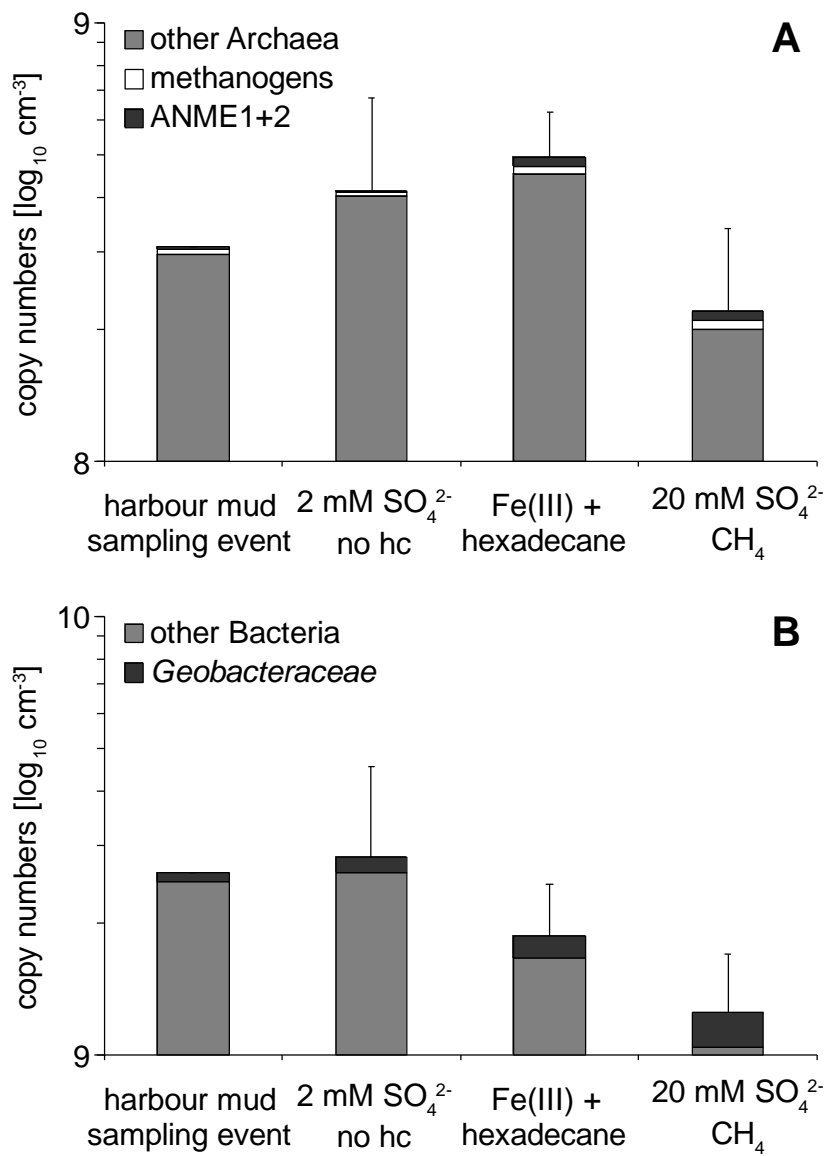 9
other Archaea
methanogens
ANME1+2
A
copy numbers [log₁₀ cm⁻³]
8
harbour mud
sampling event
2 mM SO₄²⁻
no hc
Fe(III) +
hexadecane
20 mM SO₄²⁻
CH₄
10
other Bacteria
Geobacteraceae
B
copy numbers [log₁₀ cm⁻³]
9
harbour mud
sampling event
2 mM SO₄²⁻
no hc
Fe(III) +
hexadecane
20 mM SO₄²⁻
CH₄